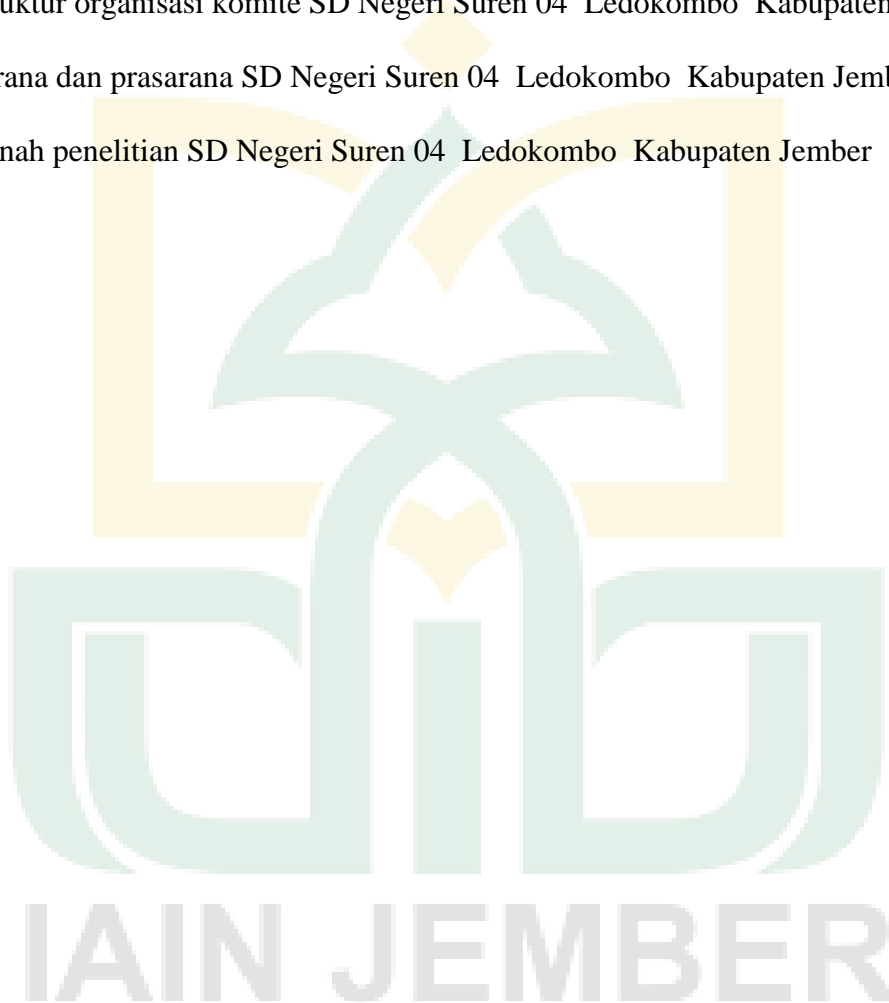 uktur organisasi komite SD Negeri Suren 04 Ledokombo Kabupaten
rana dan prasarana SD Negeri Suren 04 Ledokombo Kabupaten Jemb
nah penelitian SD Negeri Suren 04 Ledokombo Kabupaten Jember
IAIN JEMBER